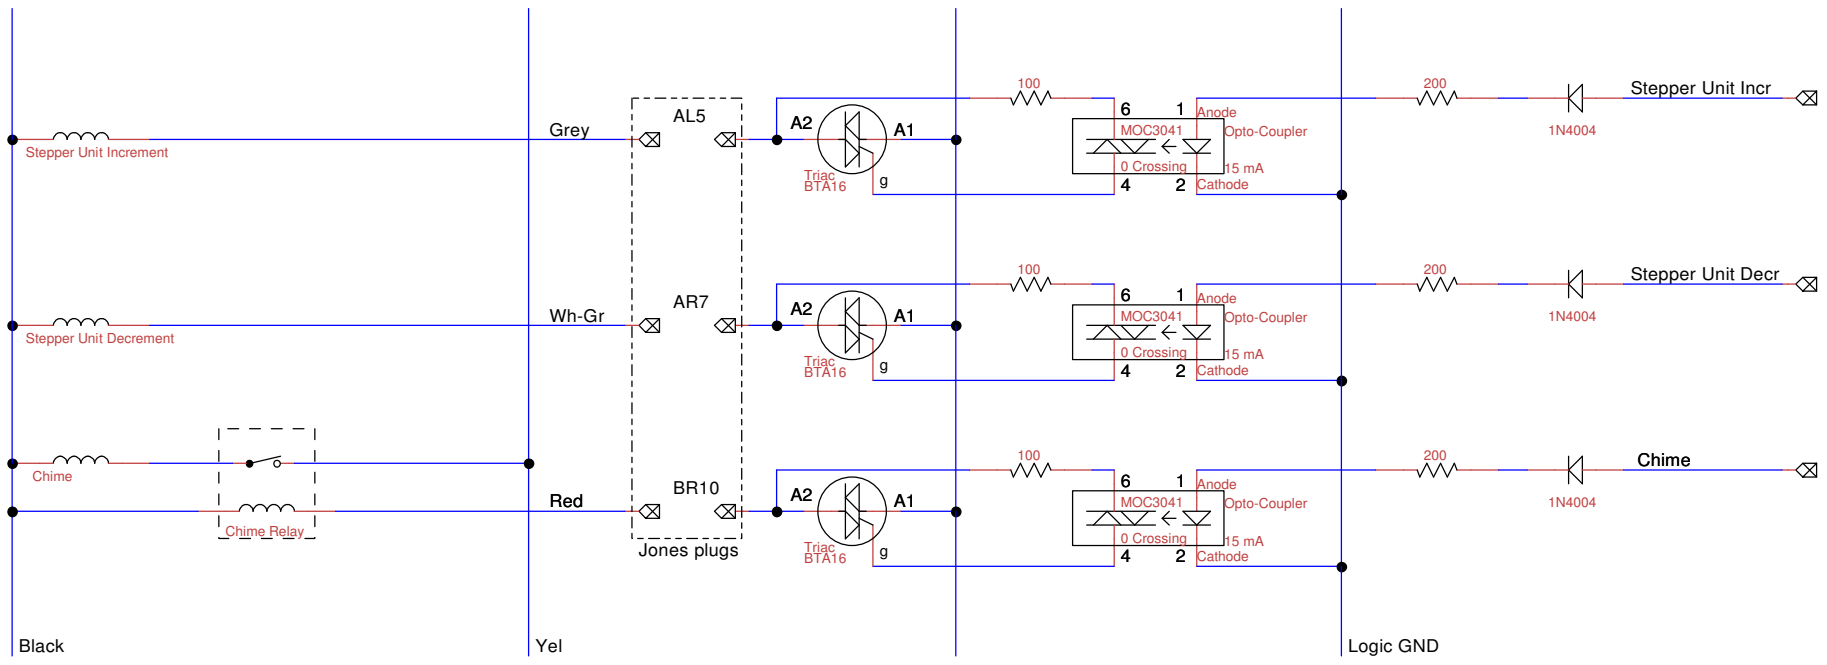 100
200
Stepper Unit Incr
AL5
6
1
Anode
A2
A1
Grey
MOC3041
Opto-Coupler
1N4004
Stepper Unit Increment
0 Crossing
15 mA
Triac
BTA16
g
4
2
Cathode
100
200
Stepper Unit Decr
AR7
6
1
Anode
A2
A1
Wh-Gr
MOC3041
Opto-Coupler
1N4004
Stepper Unit Decrement
0 Crossing
15 mA
Triac
BTA16
g
4
2
Cathode
100
200
Chime
Chime
BR10
6
1
Anode
A2
A1
Red
MOC3041
Opto-Coupler
1N4004
Chime Relay
0 Crossing
15 mA
Triac
BTA16
g
4
2
Cathode
Jones plugs
Black
Yel
Logic GND